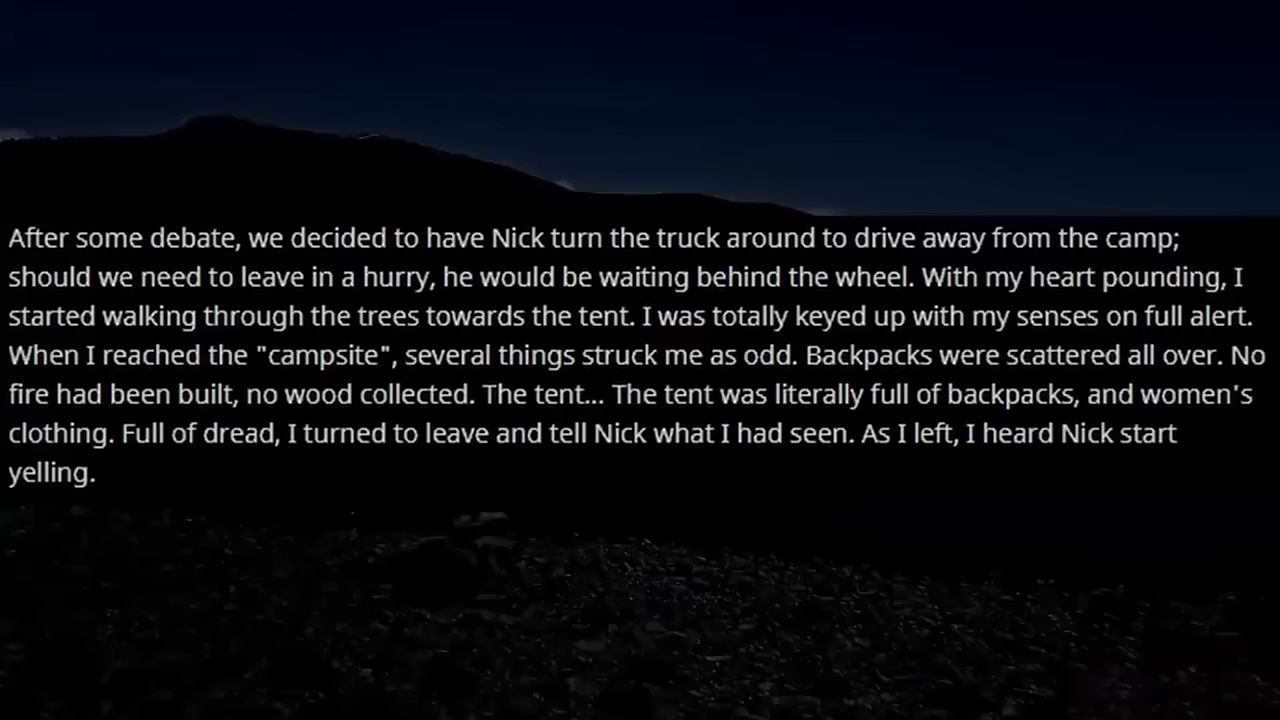 After some debate, we decided to have Nick turn the truck around to drive away from the camp;
should we need to leave in a hurry, he would be waiting behind the wheel. With my heart pounding, I
started walking through the trees towards the tent. I was totally keyed up with my senses on full alert.
When I reached the "campsite", several things struck me as odd. Backpacks were scattered all over. No
fire had been built, no wood collected. The tent... The tent was literally full of backpacks, and women's
clothing. Full of dread, I turned to leave and tell Nick what I had seen. As I left, I heard Nick start
yelling.